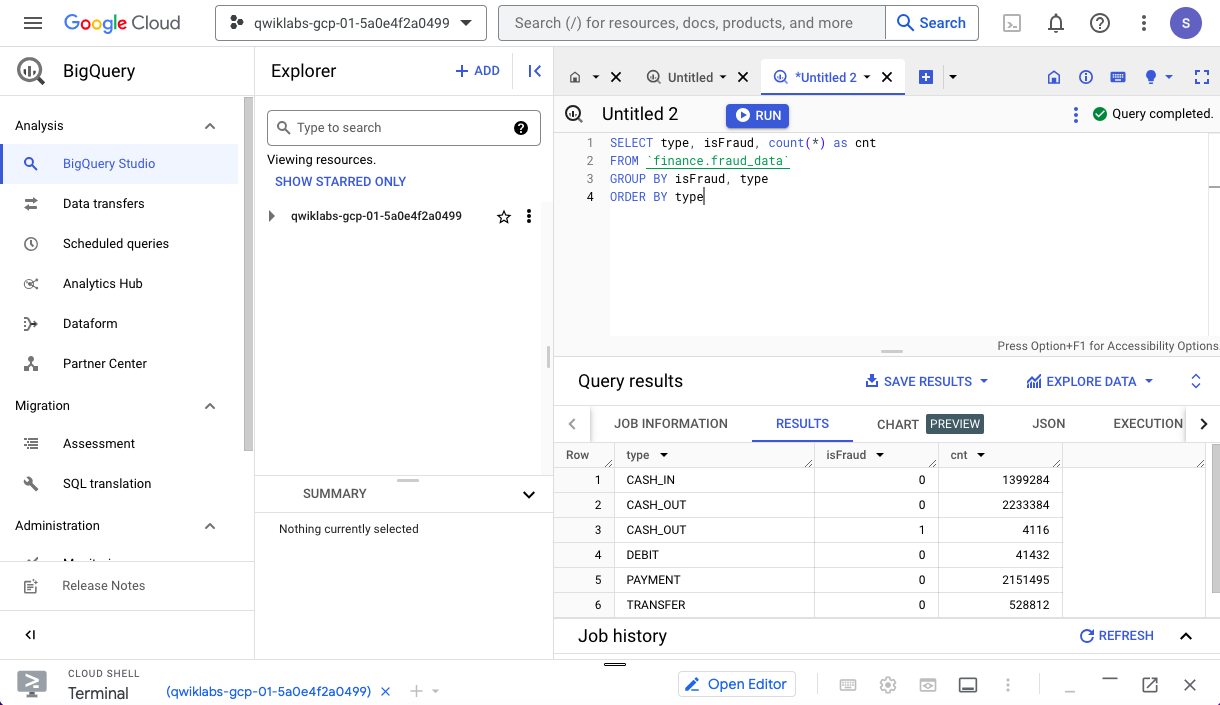 Google Cloud
qwiklabs-gcp-01-5a0e4f2a0499
Search (/) for resources, docs, products, and more
Search
S
BigQuery
Analysis
BigQuery Studio
Data transfers
Scheduled queries
Analytics Hub
Dataform
Partner Center
Migration
Assessment
SQL translation
Administration
Release Notes
Explorer
ADD
Type to search
Viewing resources.
SHOW STARRED ONLY
qwiklabs-gcp-01-5a0e4f2a0499
SUMMARY
Nothing currently selected
Untitled
*Untitled 2
Untitled 2
RUN
Query completed.
1 SELECT type, isFraud, count(*) as cnt
2 FROM `finance.fraud_data`
3 GROUP BY isFraud, type
4 ORDER BY type
Press Option+F1 for Accessibility Options.
Query results
SAVE RESULTS
EXPLORE DATA
JOB INFORMATION
RESULTS
CHART PREVIEW
JSON
EXECUTION
Row type isFraud cnt
1 CASH_IN 0 1399284
2 CASH_OUT 0 2233384
3 CASH_OUT 1 4116
4 DEBIT 0 41432
5 PAYMENT 0 2151495
6 TRANSFER 0 528812
Job history
REFRESH
CLOUD SHELL
Terminal
(qwiklabs-gcp-01-5a0e4f2a0499)
Open Editor